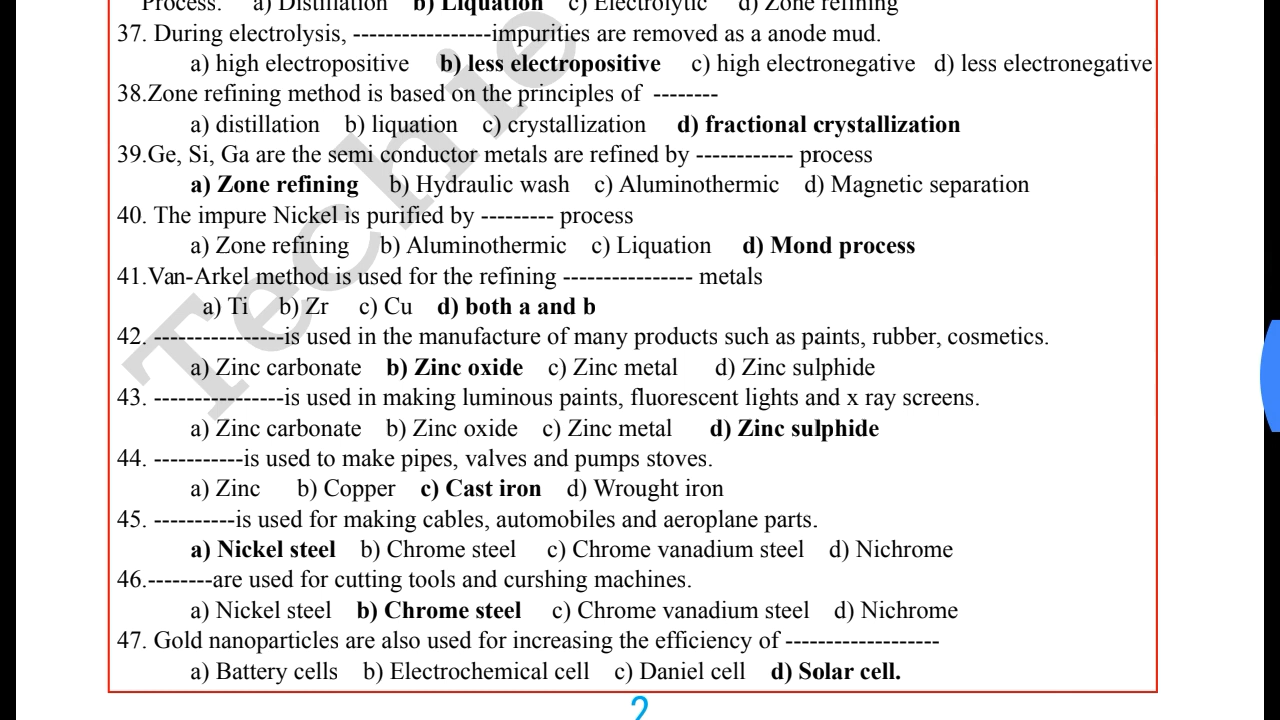 Process. a) Distillation b) Liquation c) Electrolytic d) Zone refining
37. During electrolysis, -----------------impurities are removed as a anode mud.
a) high electropositive b) less electropositive c) high electronegative d) less electronegative
38.Zone refining method is based on the principles of --------
a) distillation b) liquation c) crystallization d) fractional crystallization
39.Ge, Si, Ga are the semi conductor metals are refined by ------------ process
a) Zone refining b) Hydraulic wash c) Aluminothermic d) Magnetic separation
40. The impure Nickel is purified by --------- process
a) Zone refining b) Aluminothermic c) Liquation d) Mond process
41.Van-Arkel method is used for the refining ---------------- metals
a) Ti b) Zr c) Cu d) both a and b
42. ----------------is used in the manufacture of many products such as paints, rubber, cosmetics.
a) Zinc carbonate b) Zinc oxide c) Zinc metal d) Zinc sulphide
43. ----------------is used in making luminous paints, fluorescent lights and x ray screens.
a) Zinc carbonate b) Zinc oxide c) Zinc metal d) Zinc sulphide
44. -----------is used to make pipes, valves and pumps stoves.
a) Zinc b) Copper c) Cast iron d) Wrought iron
45. ----------is used for making cables, automobiles and aeroplane parts.
a) Nickel steel b) Chrome steel c) Chrome vanadium steel d) Nichrome
46.--------are used for cutting tools and curshing machines.
a) Nickel steel b) Chrome steel c) Chrome vanadium steel d) Nichrome
47. Gold nanoparticles are also used for increasing the efficiency of -------------------
a) Battery cells b) Electrochemical cell c) Daniel cell d) Solar cell.
2
Techie